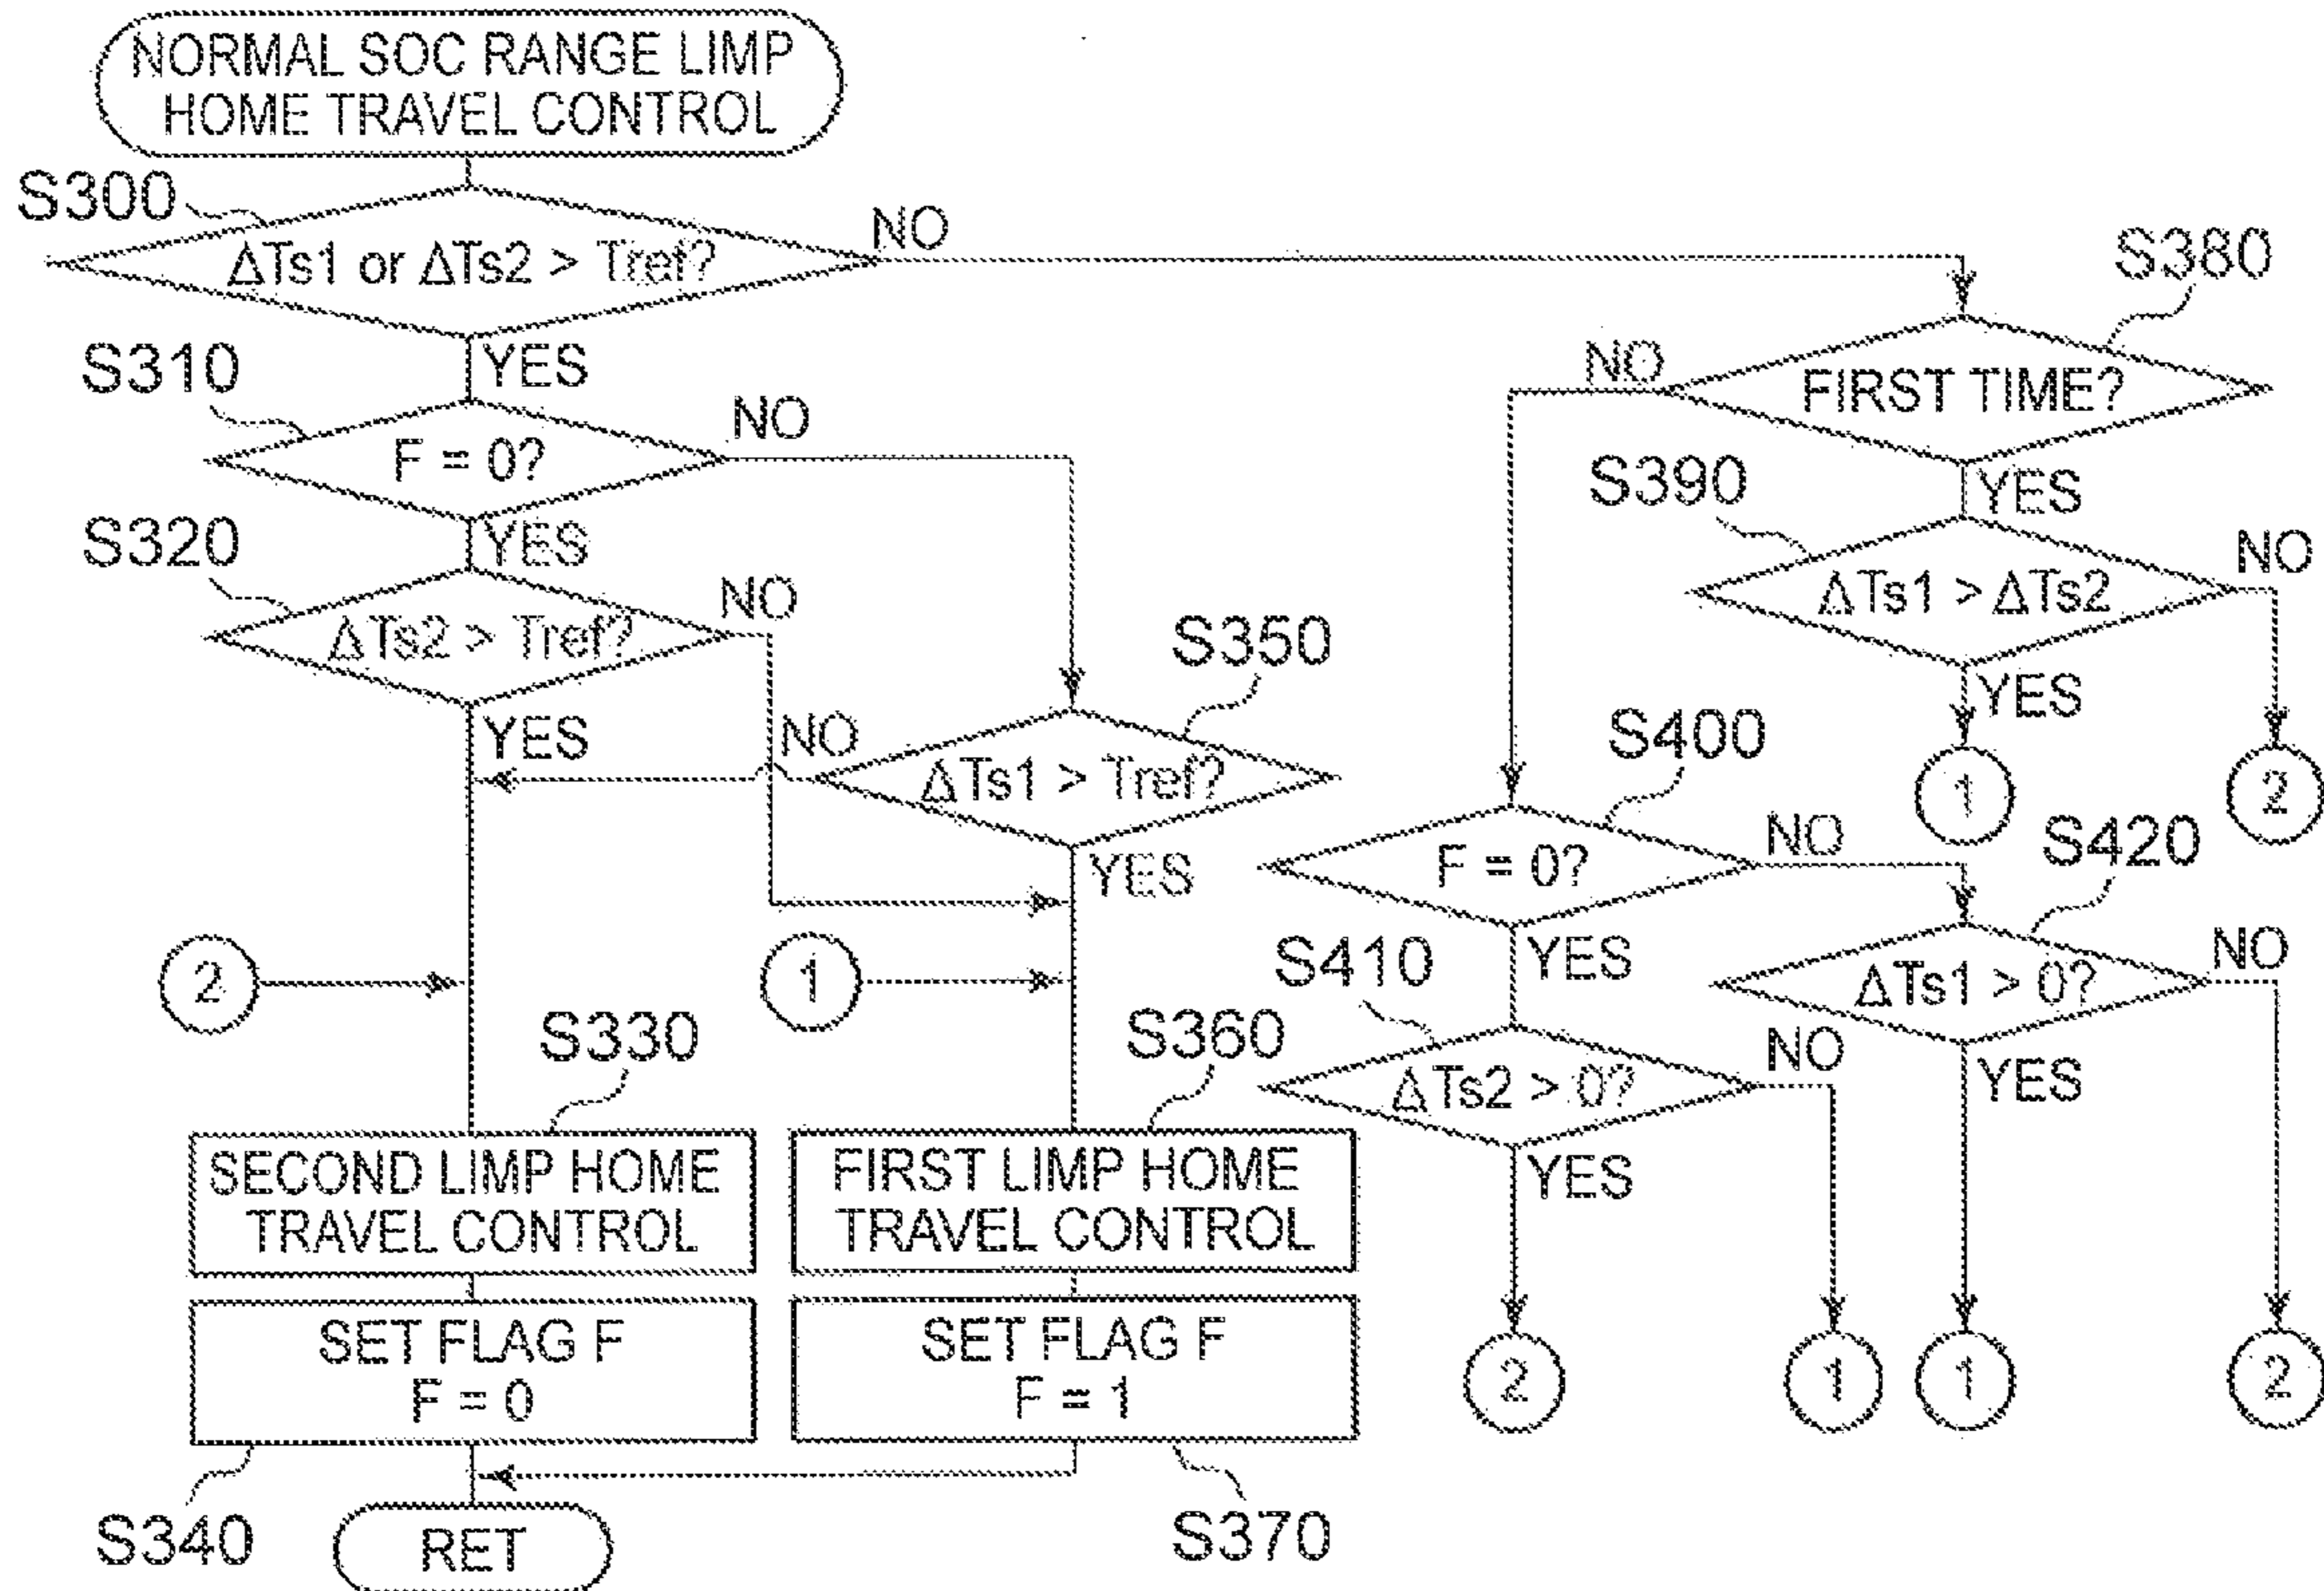 NORMAL SOC RANGE LIMP
HOME TRAVEL CONTROL
S300
ΔTs1 or ΔTs2 > Tref?
NO
YES
S310
F = 0?
NO
YES
S320
ΔTs2 > Tref?
NO
YES
S350
ΔTs1 > Tref?
NO
YES
2
1
S330
SECOND LIMP HOME
TRAVEL CONTROL
S360
FIRST LIMP HOME
TRAVEL CONTROL
SET FLAG F
F = 0
S340
SET FLAG F
F = 1
S370
RET
S380
FIRST TIME?
NO
YES
S390
ΔTs1 > ΔTs2
NO
YES
1
2
S400
F = 0?
NO
YES
S410
ΔTs2 > 0?
NO
YES
S420
ΔTs1 > 0?
NO
YES
2
1
1
2